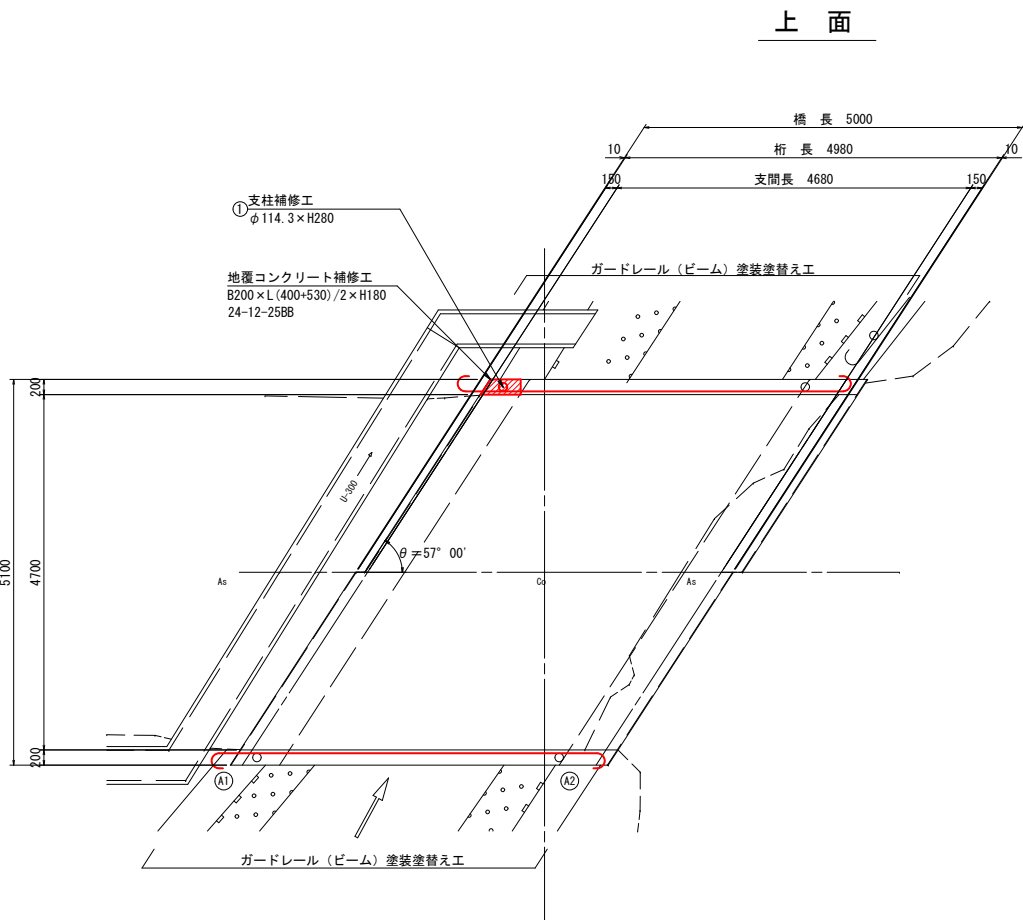 上 面
橋 長 5000
10 桁 長 4980 10
150 支間長 4680 150
① 支柱補修工
φ114.3×H280
地覆コンクリート補修工
B200×L(400+530)/2×H180
24-12-25BB
ガードレール（ビーム）塗装塗替え工
200
U-300
5100
4700
θ=57° 00'
As
Co
As
200
A1
A2
ガードレール（ビーム）塗装塗替え工